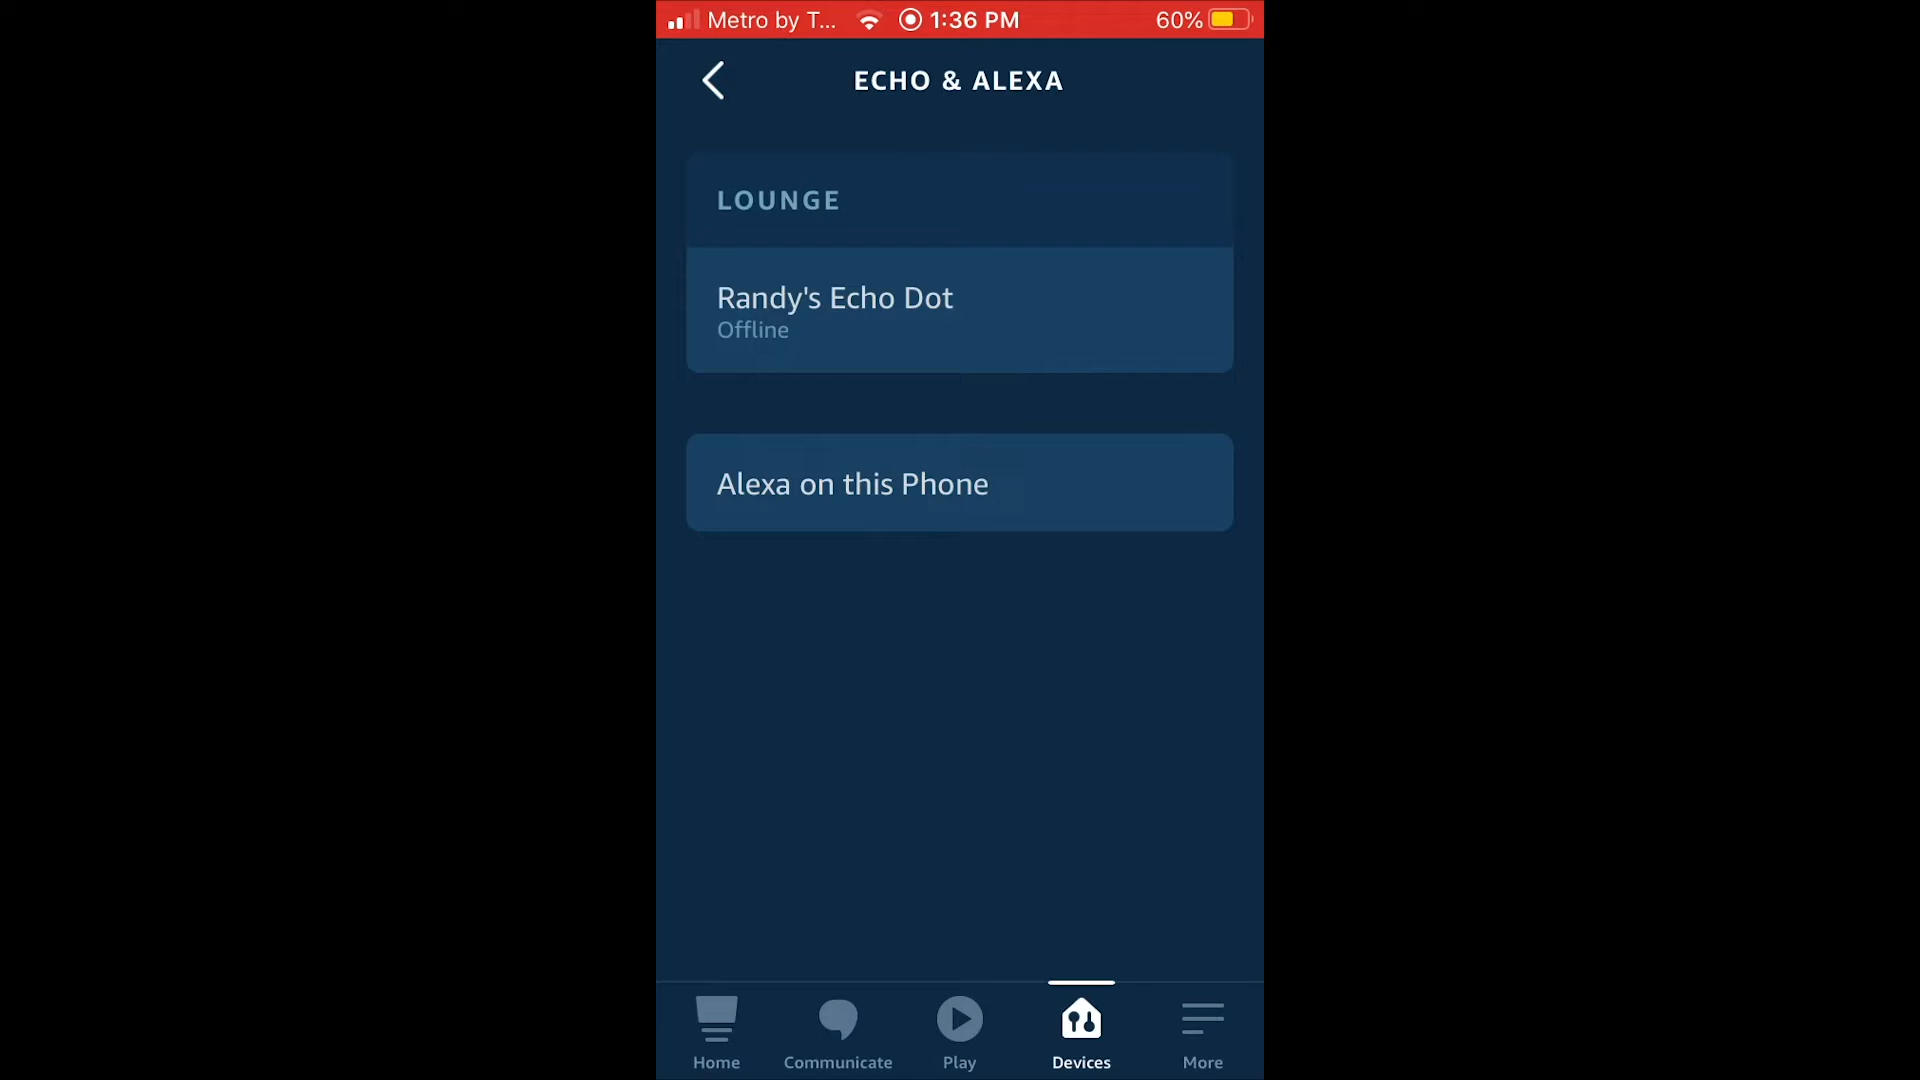 Metro by T... 1:36 PM 60%
ECHO & ALEXA
LOUNGE
Randy's Echo Dot
Offline
Alexa on this Phone
Home Communicate Play Devices More